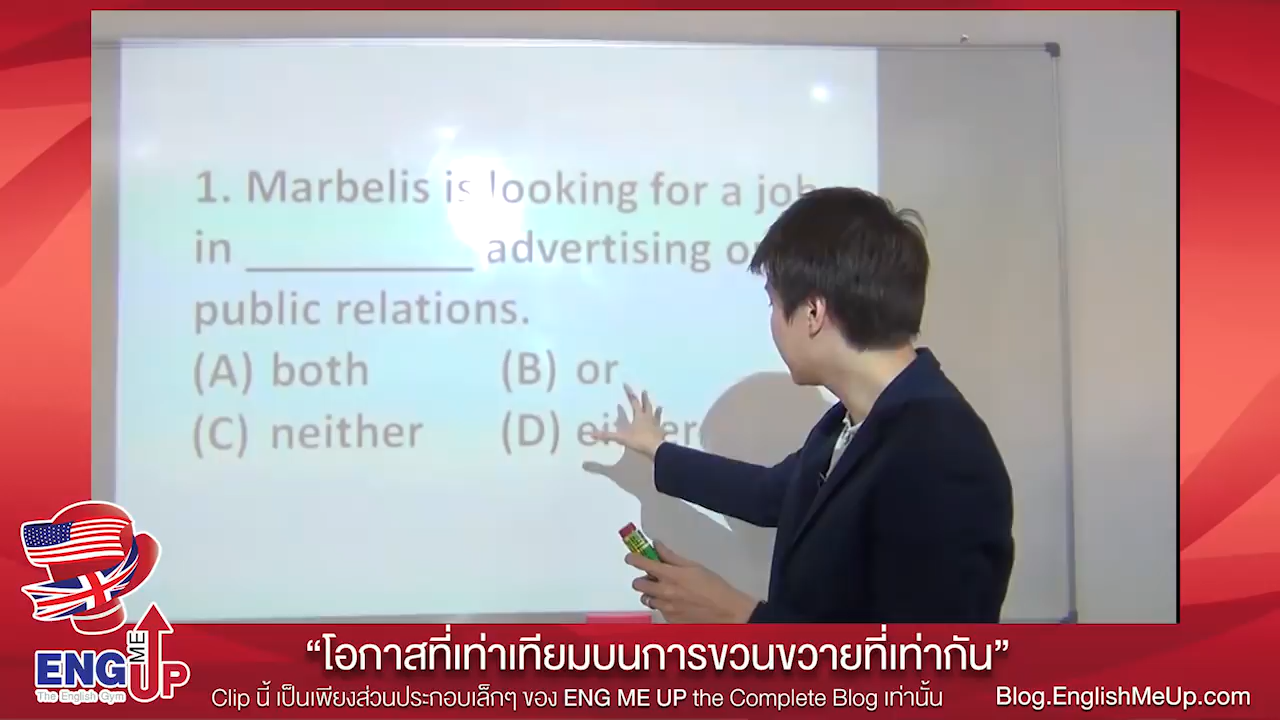 1. Marbelis is looking for a job
in __________ advertising or
public relations.
(A) both (B) or
(C) neither (D) either
ENG ME UP
The English Gym
“โอกาสที่เท่าเทียมบนการขวนขวายที่เท่ากัน”
Clip นี้ เป็นเพียงส่วนประกอบเล็กๆ ของ ENG ME UP the Complete Blog เท่านั้น
Blog.EnglishMeUp.com